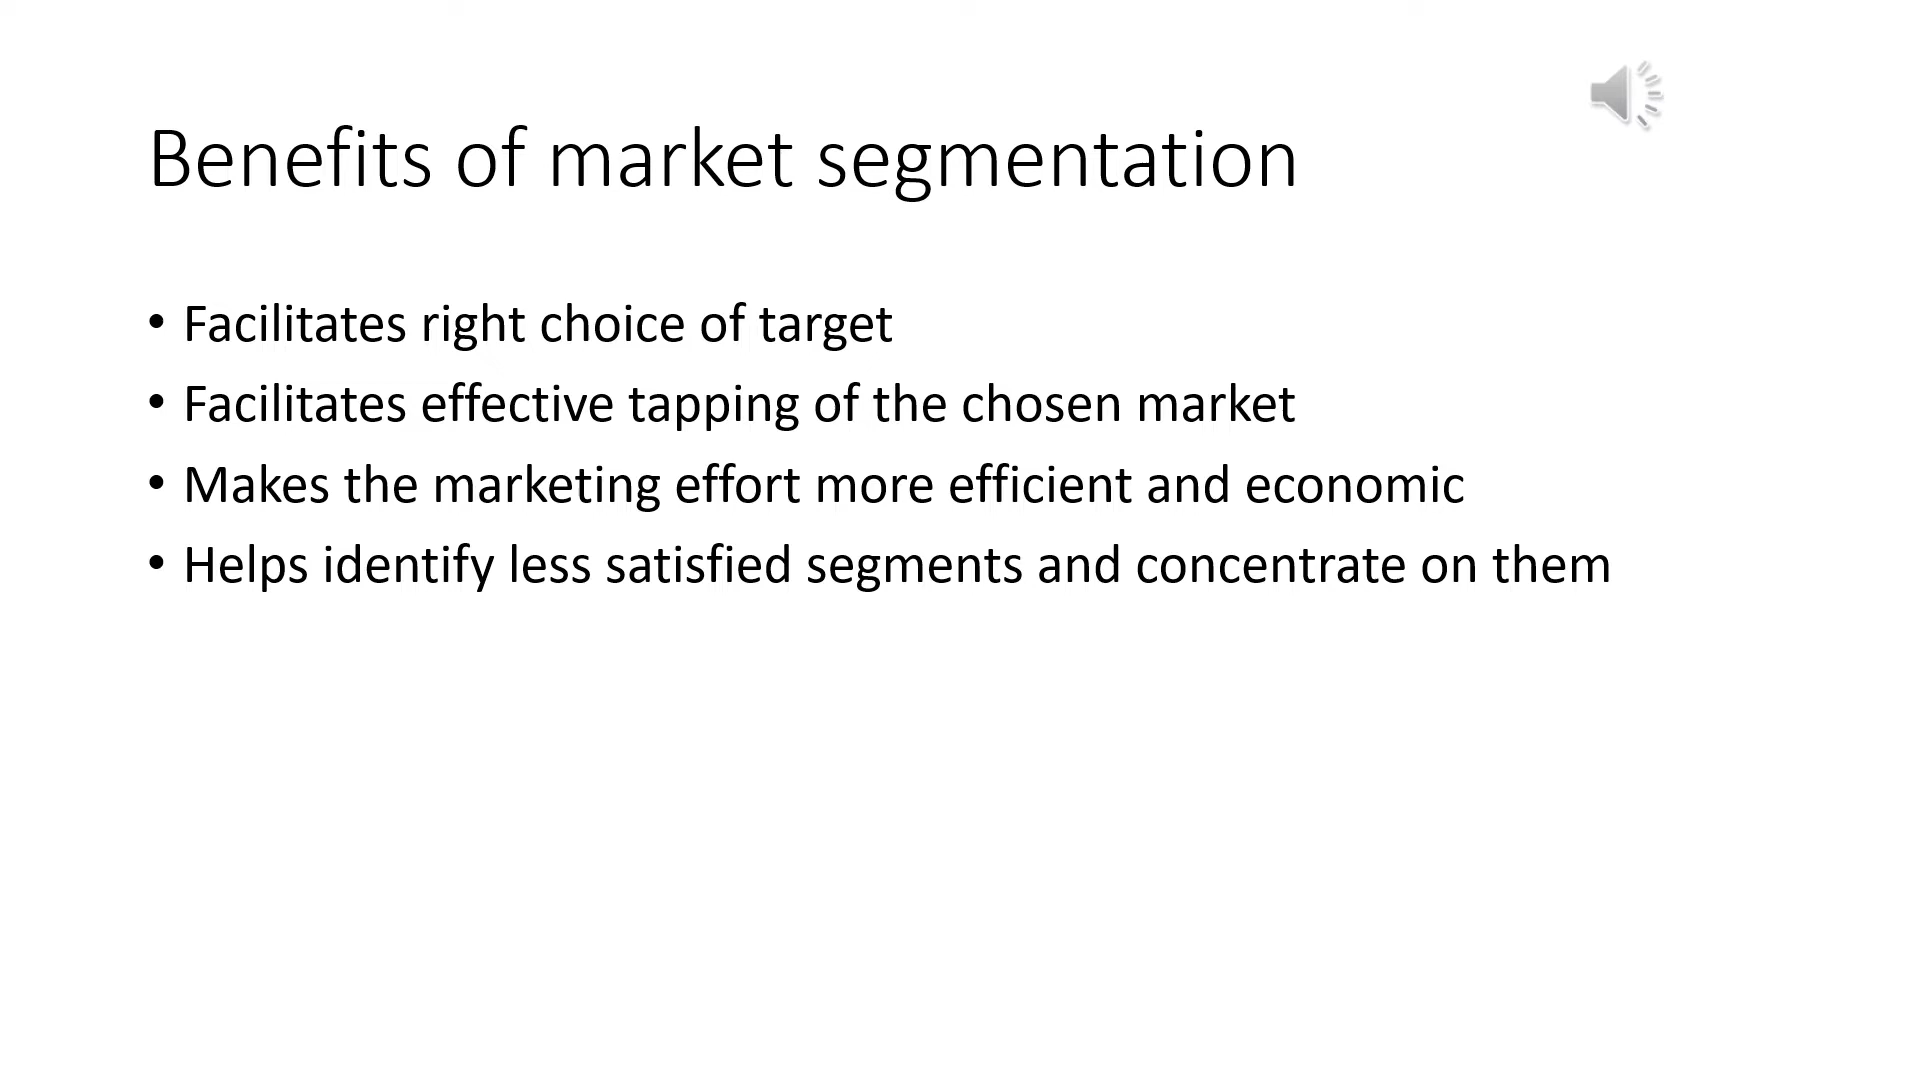 Benefits of market segmentation
• Facilitates right choice of target
• Facilitates effective tapping of the chosen market
• Makes the marketing effort more efficient and economic
• Helps identify less satisfied segments and concentrate on them